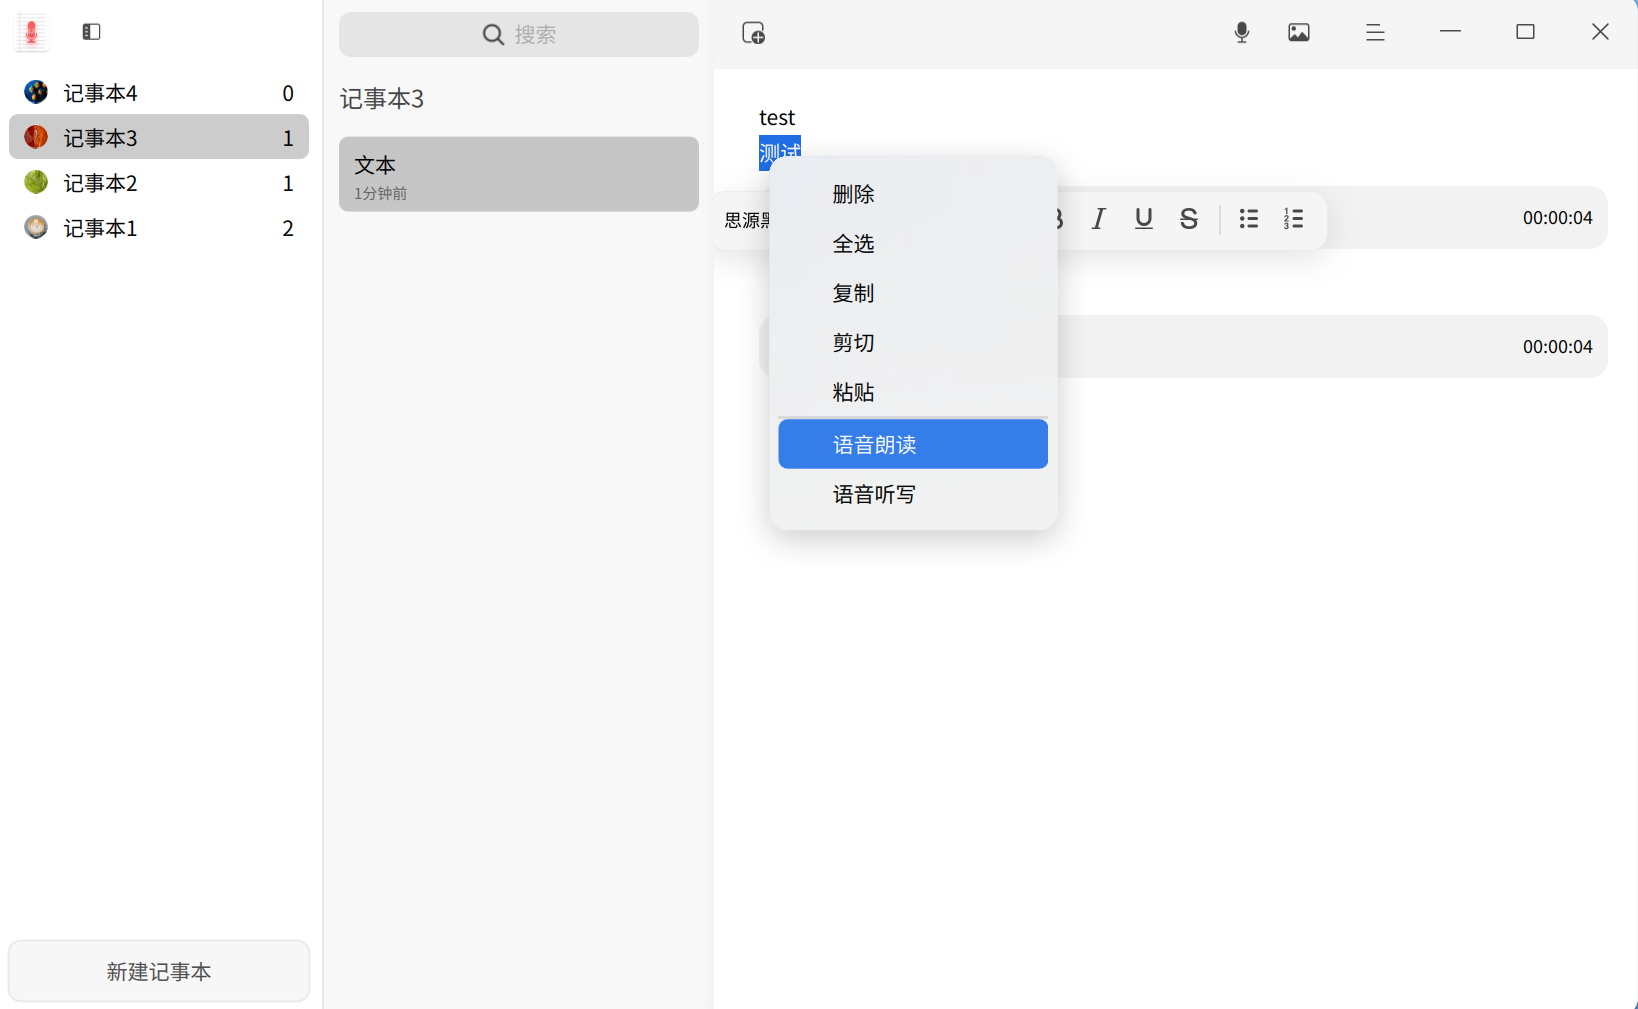 记事本4 0
记事本3 1
记事本2 1
记事本1 2
新建记事本
搜索
记事本3
文本
1分钟前
test
测试
思源黑
00:00:04
00:00:04
删除
全选
复制
剪切
粘贴
语音朗读
语音听写